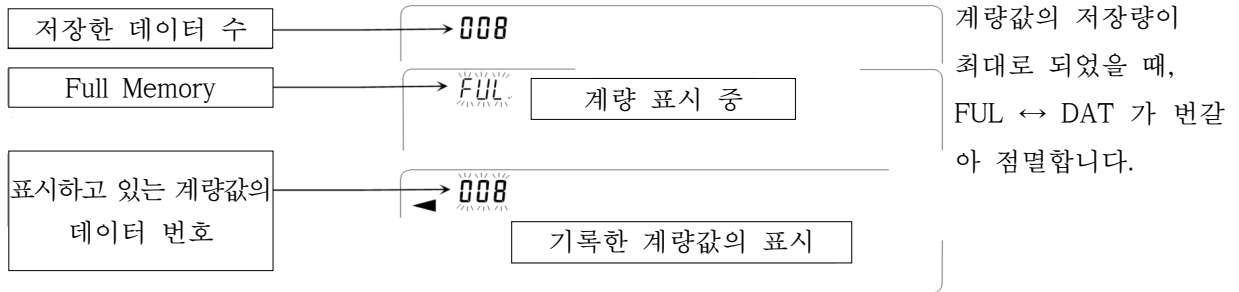 저장한 데이터 수
008
계량값의 저장량이
최대로 되었을 때,
FUL ↔ DAT 가 번갈
아 점멸합니다.
Full Memory
FUL
계량 표시 중
표시하고 있는 계량값의
데이터 번호
008
기록한 계량값의 표시